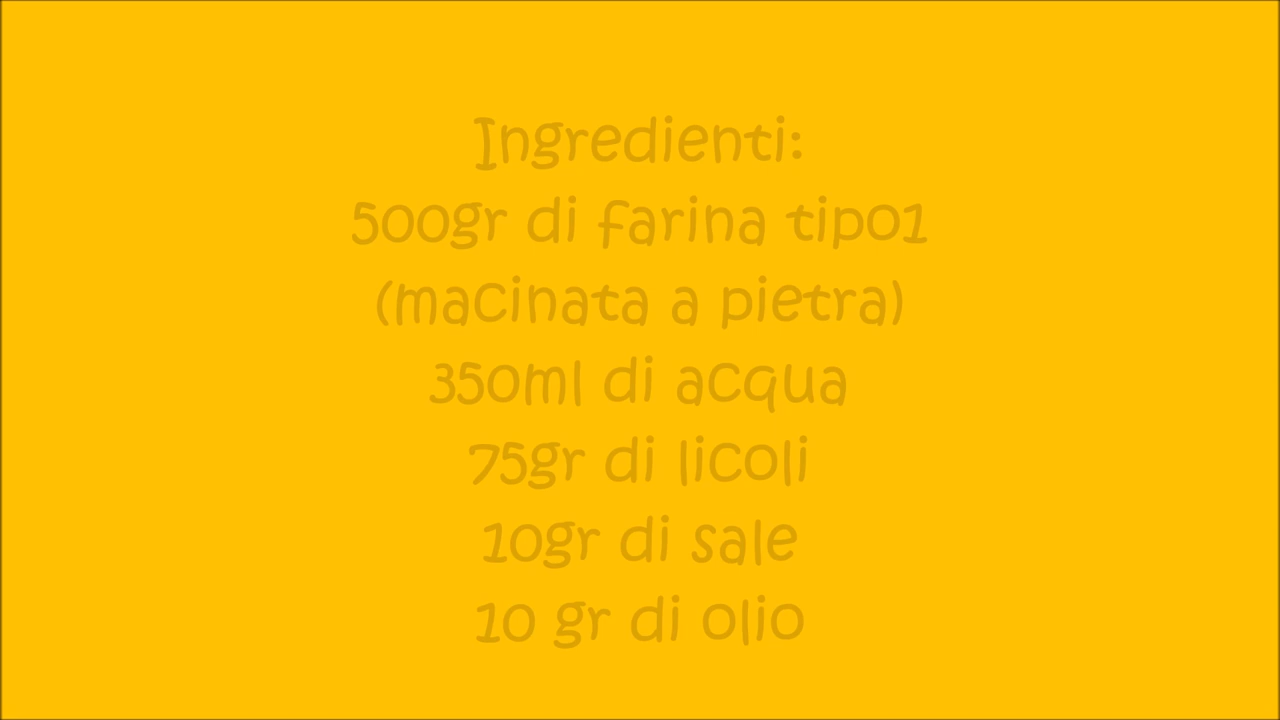 Ingredienti:
500gr di farina tipo1
(macinata a pietra)
350ml di acqua
75gr di licoli
10gr di sale
10 gr di olio